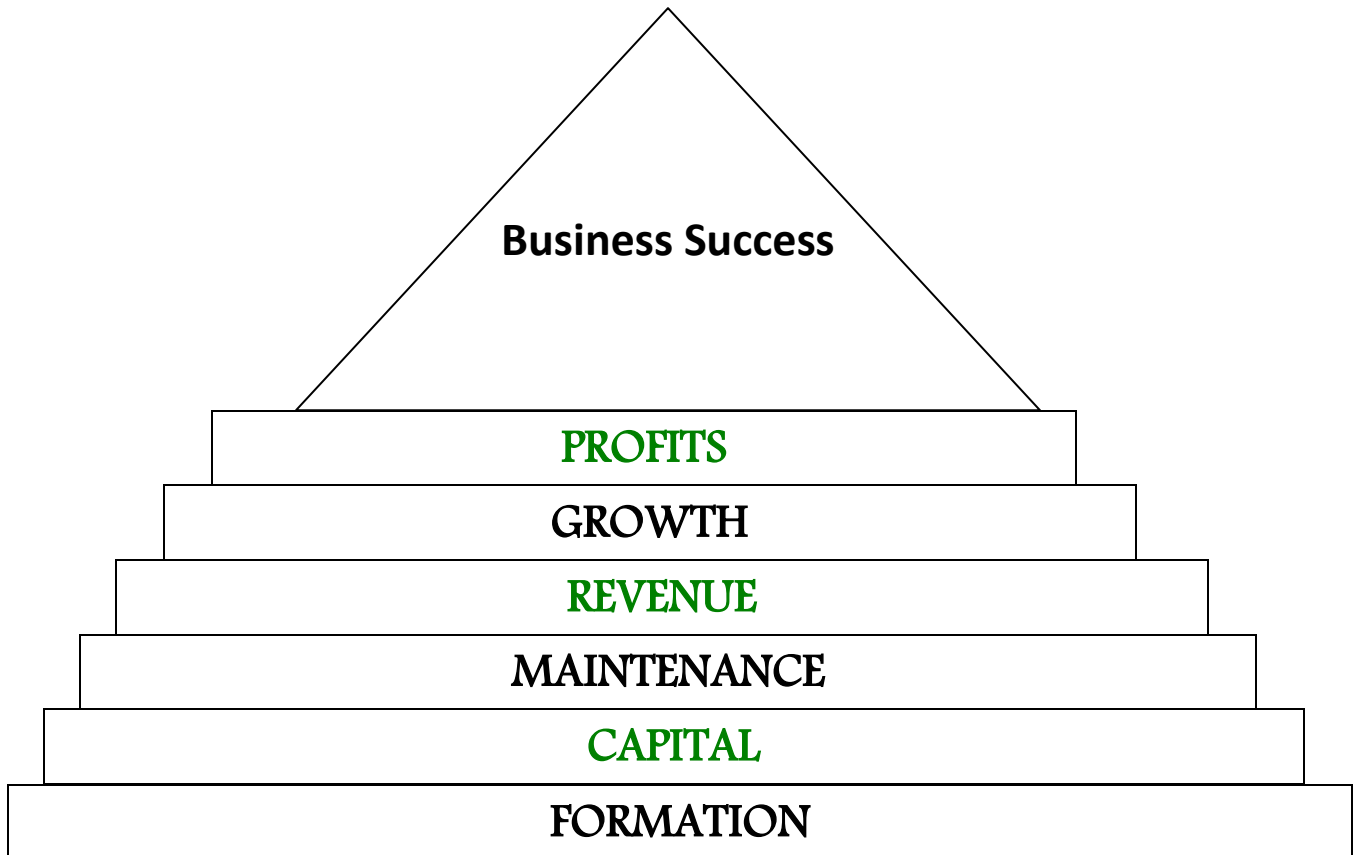 Business Success
PROFITS
GROWTH
REVENUE
MAINTENANCE
CAPITAL
FORMATION